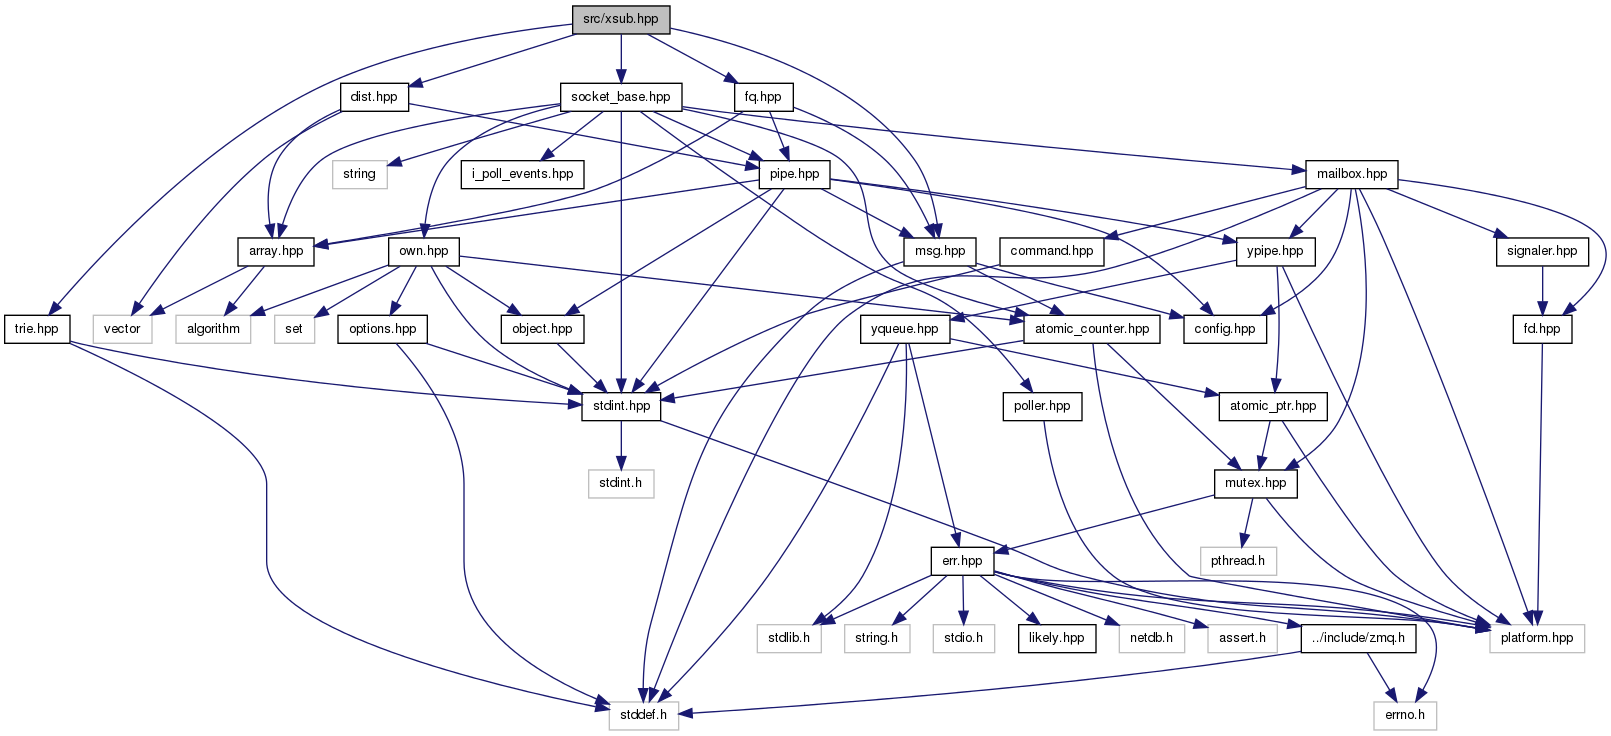 src/xsub.hpp
dist.hpp
socket_base.hpp
fq.hpp
string
i_poll_events.hpp
pipe.hpp
mailbox.hpp
array.hpp
own.hpp
msg.hpp
command.hpp
ypipe.hpp
signaler.hpp
trie.hpp
vector
algorithm
set
options.hpp
object.hpp
yqueue.hpp
atomic_counter.hpp
config.hpp
fd.hpp
stdint.hpp
poller.hpp
atomic_ptr.hpp
stdint.h
mutex.hpp
err.hpp
pthread.h
stdlib.h
string.h
stdio.h
likely.hpp
netdb.h
assert.h
../include/zmq.h
platform.hpp
stddef.h
errno.h